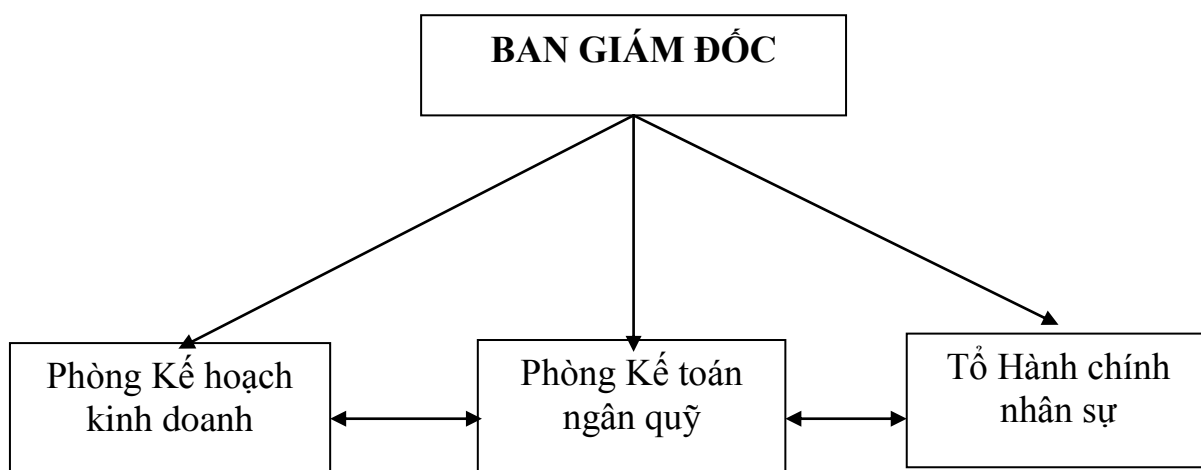 BAN GIÁM ĐỐC
Phòng Kế hoạch
kinh doanh
Phòng Kế toán
ngân quỹ
Tổ Hành chính
nhân sự